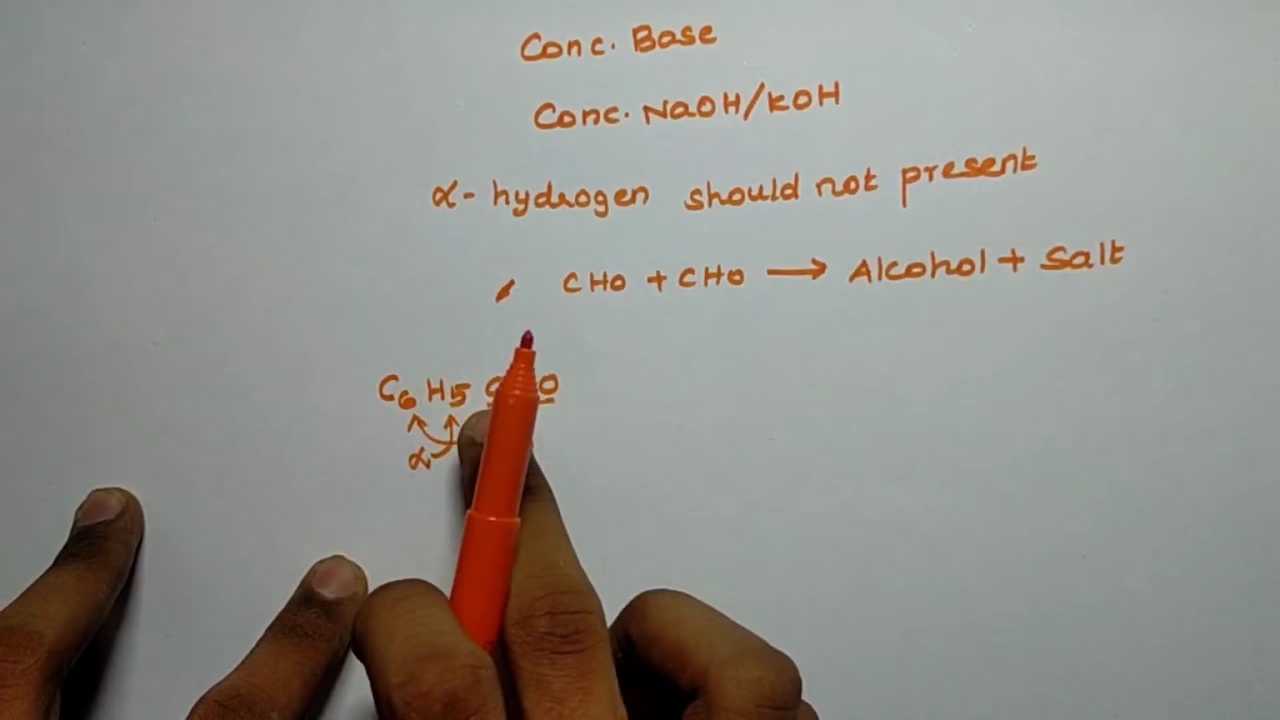 Conc. Base
Conc. NaOH/KOH
α- hydrogen should not present
CHO + CHO → Alcohol + Salt
C6H5
α